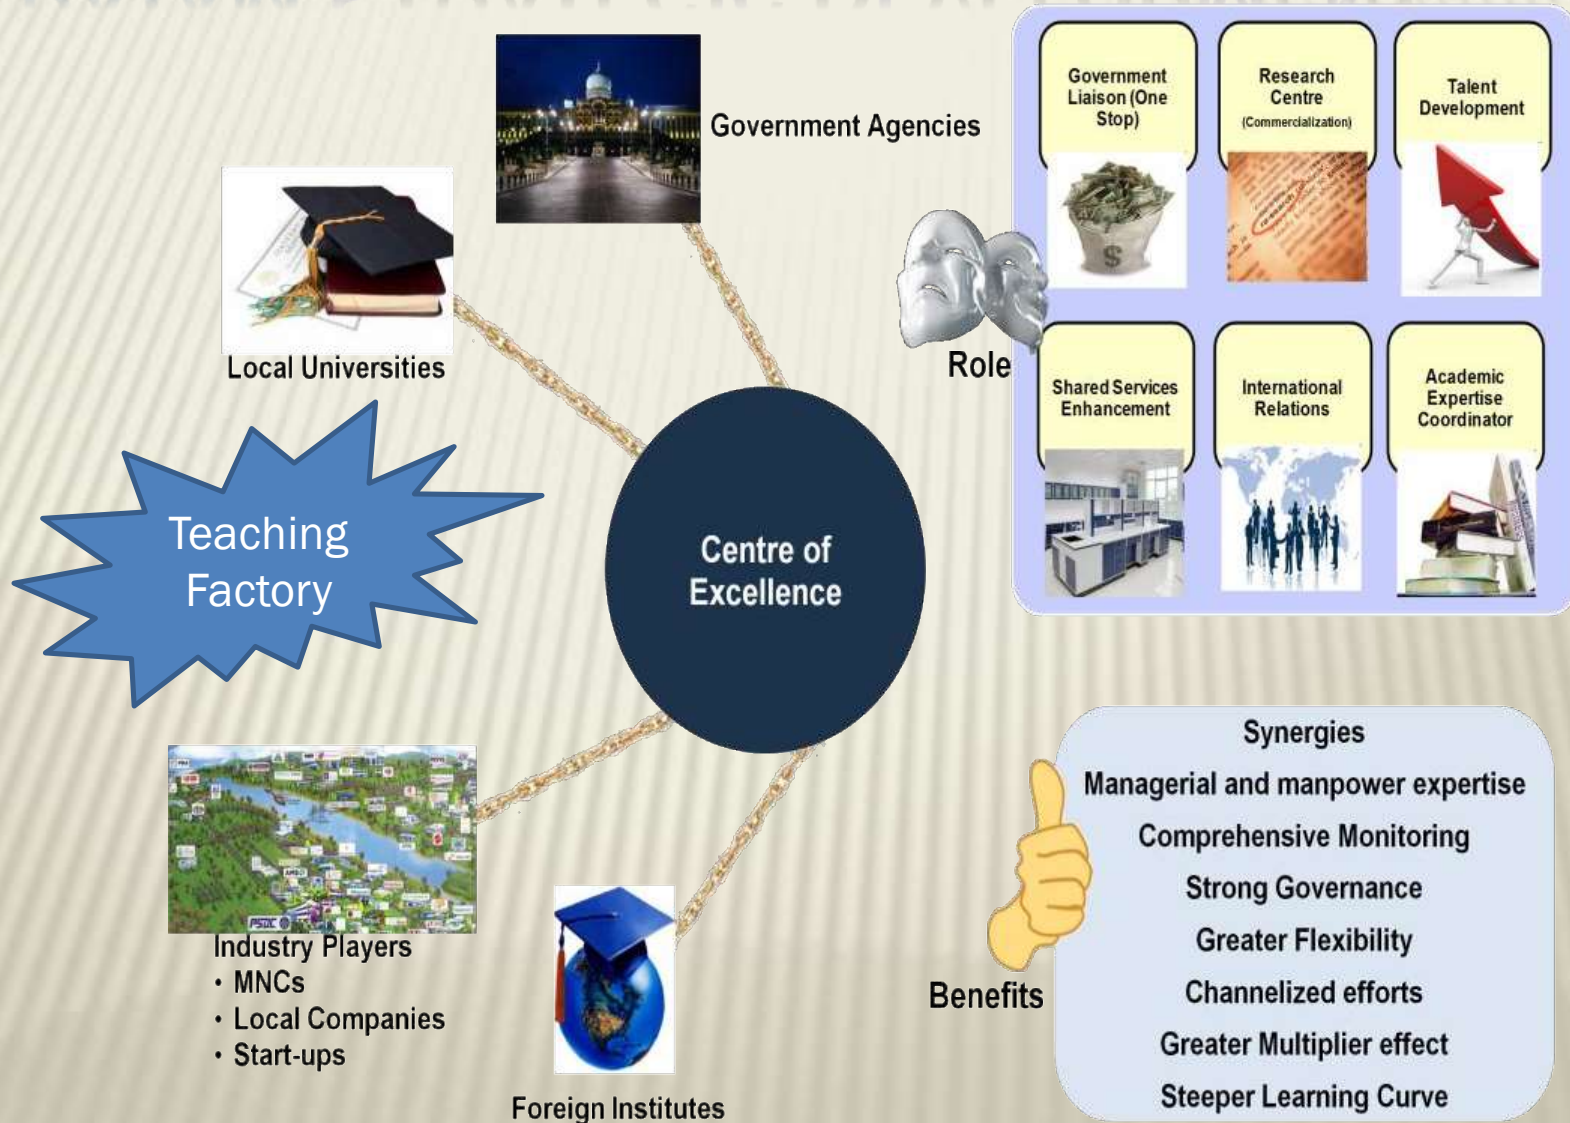 Government Agencies
Local Universities
Teaching
Factory
Centre of
Excellence
Industry Players
• MNCs
• Local Companies
• Start-ups
PSDC
Foreign Institutes
Role
Government
Liaison (One
Stop)
Research
Centre
(Commercialization)
Talent
Development
$
research
Shared Services
Enhancement
International
Relations
Academic
Expertise
Coordinator
Benefits
Synergies
Managerial and manpower expertise
Comprehensive Monitoring
Strong Governance
Greater Flexibility
Channelized efforts
Greater Multiplier effect
Steeper Learning Curve